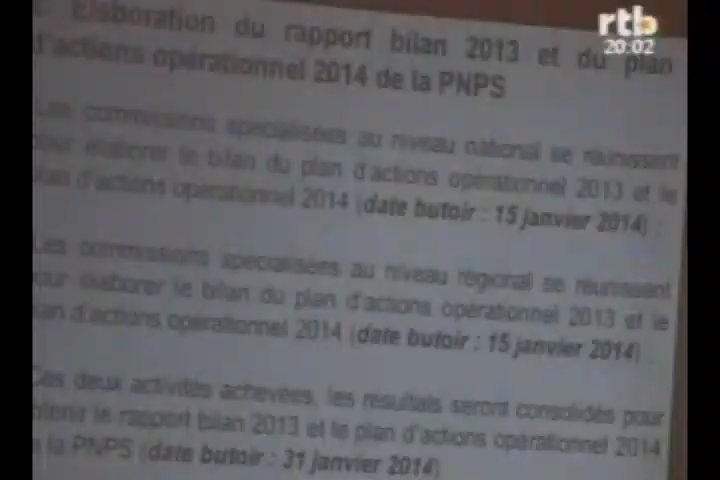 rtb
20:02
Elaboration du rapport bilan 2013 et du plan
d'actions opérationnel 2014 de la PNPS
Les commissions spécialisées au niveau national se réunissent
pour élaborer le bilan du plan d'actions opérationnel 2013 et le
plan d'actions opérationnel 2014 (date butoir : 15 janvier 2014) ;
Les commissions spécialisées au niveau régional se réunissent
pour élaborer le bilan du plan d'actions opérationnel 2013 et le
plan d'actions opérationnel 2014 (date butoir : 15 janvier 2014)
Ces deux activités achevées, les résultats seront consolidés pour
obtenir le rapport bilan 2013 et le plan d'actions opérationnel 2014
la PNPS (date butoir : 31 janvier 2014)